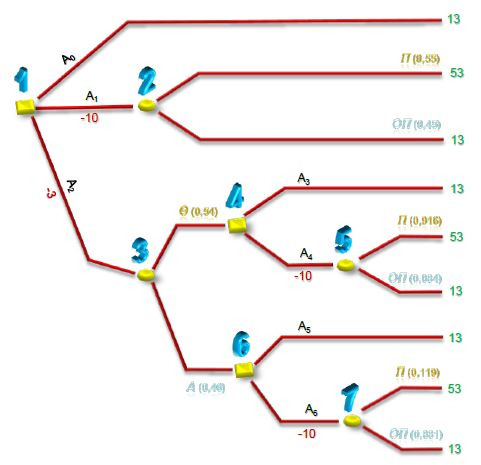 A₀
13
1
2
A₁
-10
П (0,55)
53
ОП (0,45)
13
A₂
-3
3
Θ (0,54)
4
A₃
13
A₄
-10
5
П (0,916)
53
ОП (0,084)
13
Λ (0,46)
6
A₅
13
A₆
-10
7
П (0,119)
53
ОП (0,881)
13